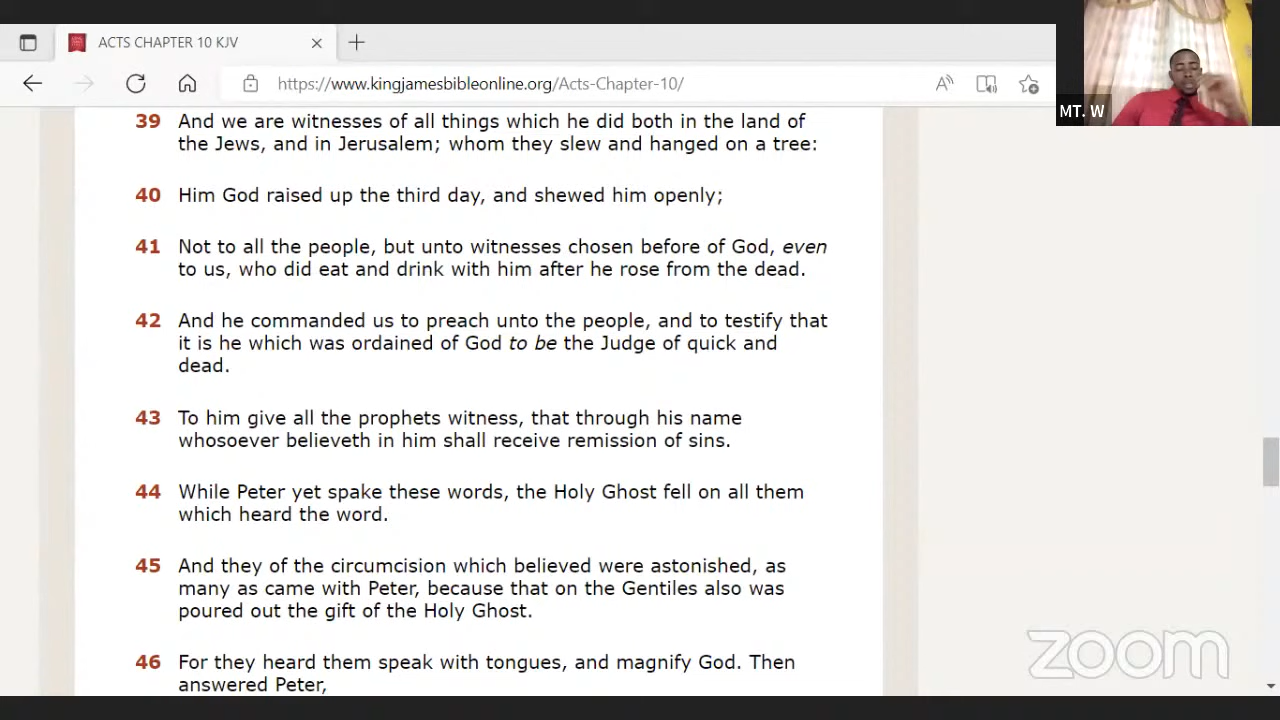 ACTS CHAPTER 10 KJV
https://www.kingjamesbibleonline.org/Acts-Chapter-10/
MT. W
39 And we are witnesses of all things which he did both in the land of
the Jews, and in Jerusalem; whom they slew and hanged on a tree:
40 Him God raised up the third day, and shewed him openly;
41 Not to all the people, but unto witnesses chosen before of God, even
to us, who did eat and drink with him after he rose from the dead.
42 And he commanded us to preach unto the people, and to testify that
it is he which was ordained of God to be the Judge of quick and
dead.
43 To him give all the prophets witness, that through his name
whosoever believeth in him shall receive remission of sins.
44 While Peter yet spake these words, the Holy Ghost fell on all them
which heard the word.
45 And they of the circumcision which believed were astonished, as
many as came with Peter, because that on the Gentiles also was
poured out the gift of the Holy Ghost.
46 For they heard them speak with tongues, and magnify God. Then
answered Peter,
zoom